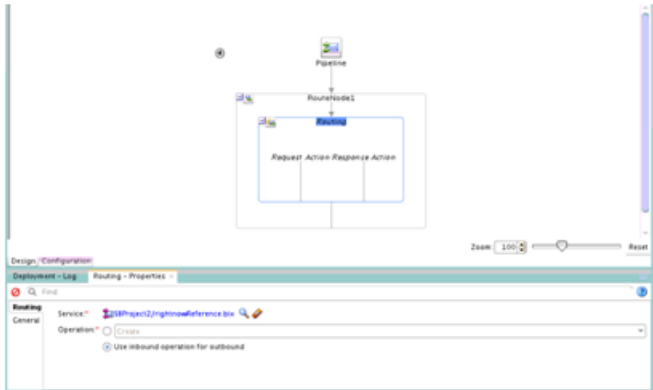 Pipeline
RouteNode1
Routing
Request Action Response Action
Zoom: 100 Reset
Design Configuration
Deployment - Log Routing - Properties
Find
Routing
General
Service:* OSBProject2/rightnowReference.bix
Operation:* Create
Use inbound operation for outbound